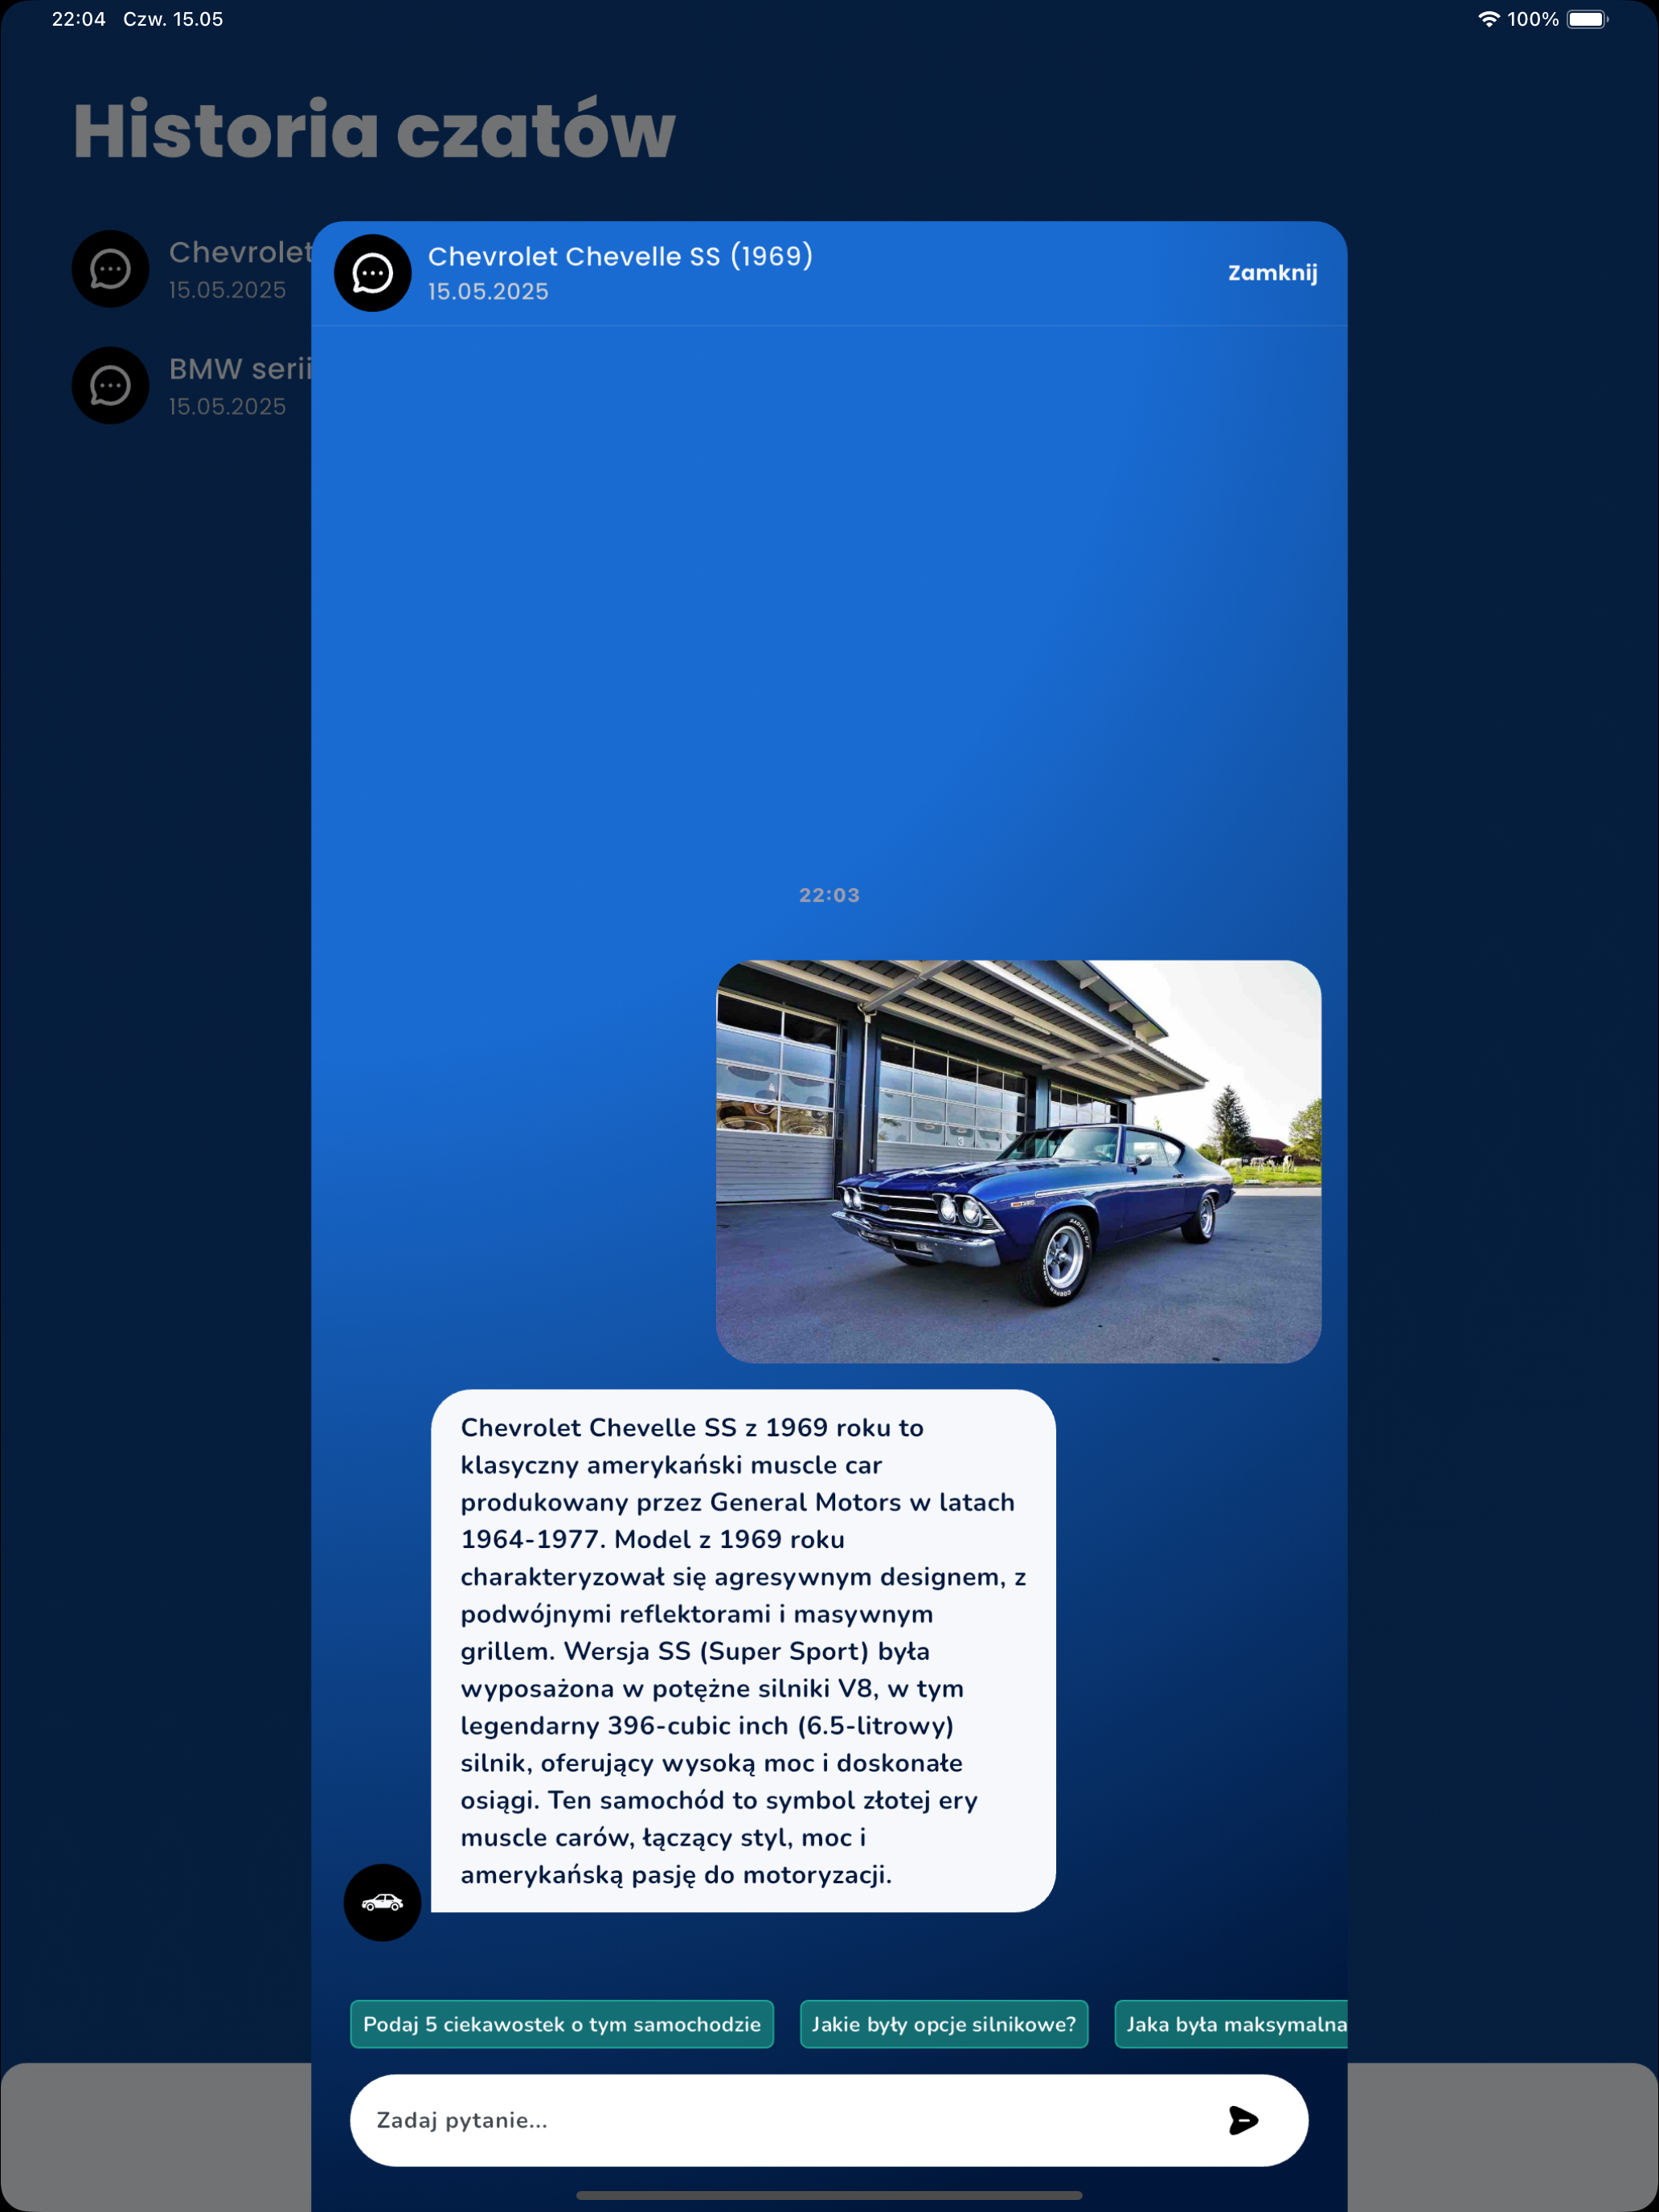 22:04 Czw. 15.05
100%
Historia czatów
Chevrolet
15.05.2025
BMW serii
15.05.2025
Chevrolet Chevelle SS (1969)
15.05.2025
Zamknij
22:03
3
Chevrolet Chevelle SS z 1969 roku to
klasyczny amerykański muscle car
produkowany przez General Motors w latach
1964-1977. Model z 1969 roku
charakteryzował się agresywnym designem, z
podwójnymi reflektorami i masywnym
grillem. Wersja SS (Super Sport) była
wyposażona w potężne silniki V8, w tym
legendarny 396-cubic inch (6.5-litrowy)
silnik, oferujący wysoką moc i doskonałe
osiągi. Ten samochód to symbol złotej ery
muscle carów, łączący styl, moc i
amerykańską pasję do motoryzacji.
Podaj 5 ciekawostek o tym samochodzie
Jakie były opcje silnikowe?
Jaka była maksymalna
Zadaj pytanie...